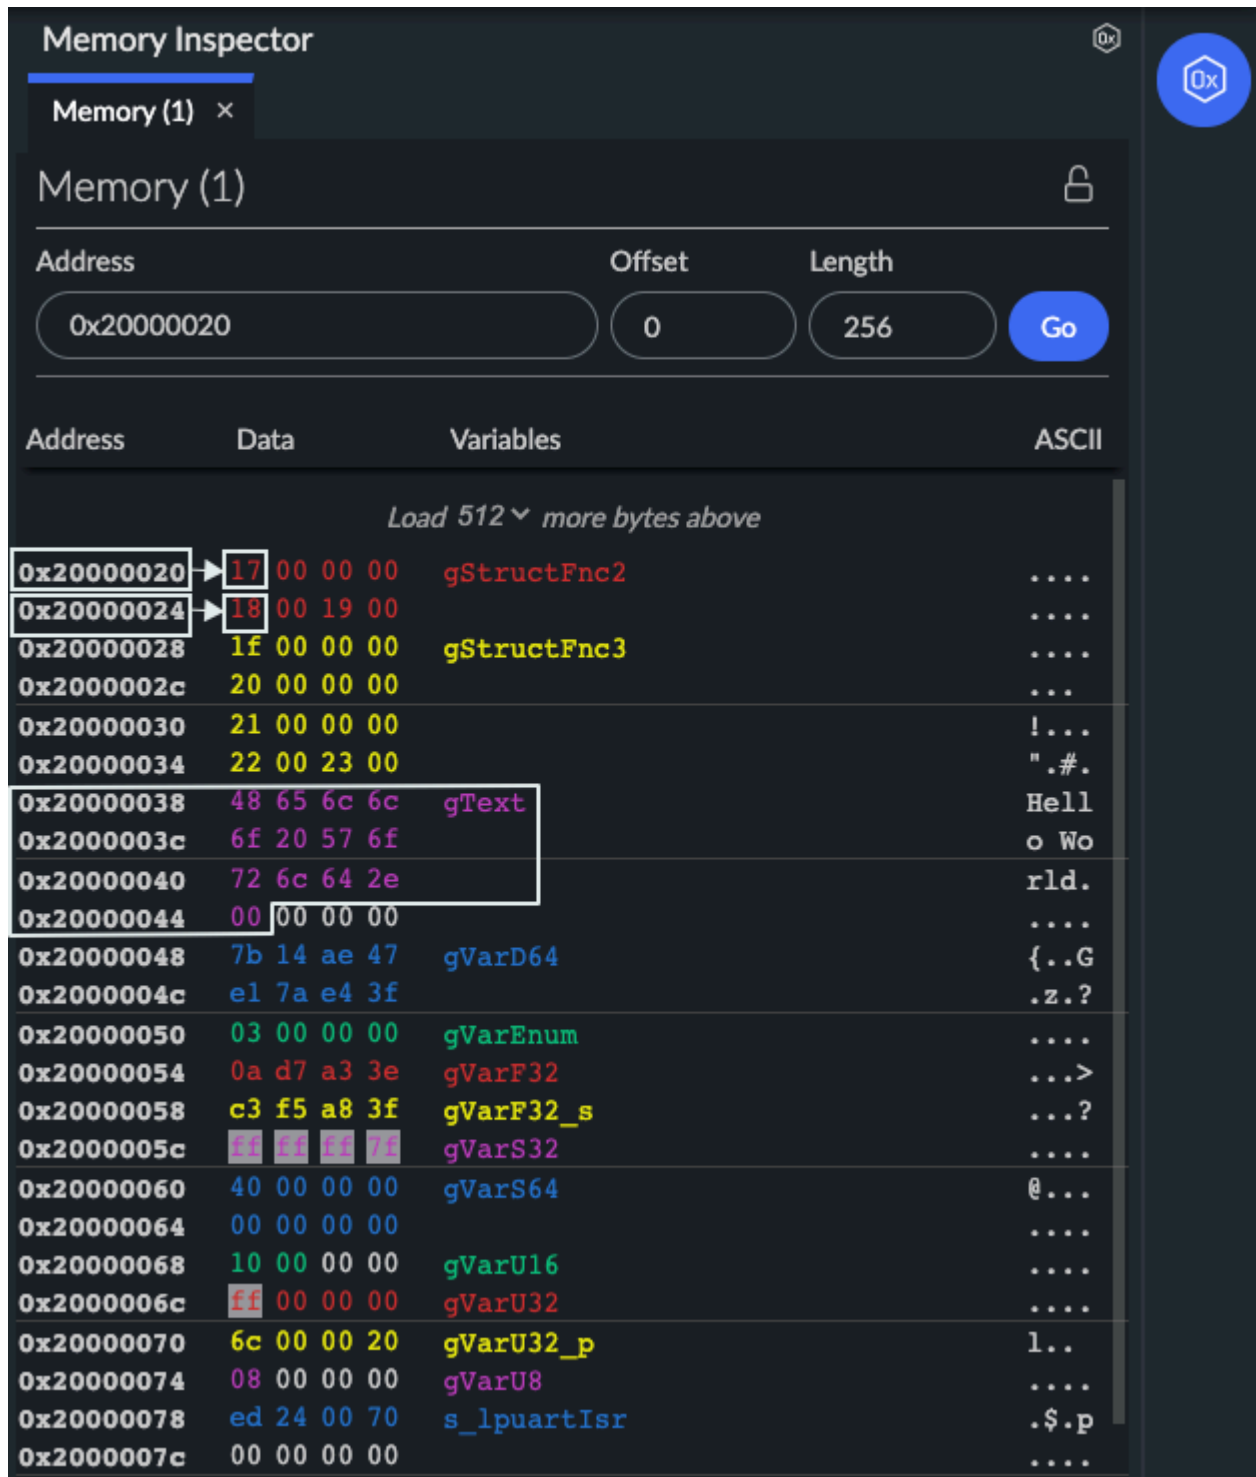 Memory Inspector
0x
0x
Memory (1) ×
Memory (1)
Address Offset Length
0x20000020 0 256 Go
Address Data Variables ASCII
Load 512 more bytes above
0x20000020 17 00 00 00 gStructFnc2 ....
0x20000024 18 00 19 00 ....
0x20000028 1f 00 00 00 gStructFnc3 ....
0x2000002c 20 00 00 00 ...
0x20000030 21 00 00 00 !...
0x20000034 22 00 23 00 ".#.
0x20000038 48 65 6c 6c gText Hell
0x2000003c 6f 20 57 6f o Wo
0x20000040 72 6c 64 2e rld.
0x20000044 00 00 00 00 ....
0x20000048 7b 14 ae 47 gVarD64 {..G
0x2000004c e1 7a e4 3f .z.?
0x20000050 03 00 00 00 gVarEnum ....
0x20000054 0a d7 a3 3e gVarF32 ...>
0x20000058 c3 f5 a8 3f gVarF32_s ...?
0x2000005c ff ff ff 7f gVarS32 ....
0x20000060 40 00 00 00 gVarS64 @...
0x20000064 00 00 00 00 ....
0x20000068 10 00 00 00 gVarU16 ....
0x2000006c ff 00 00 00 gVarU32 ....
0x20000070 6c 00 00 20 gVarU32_p l..
0x20000074 08 00 00 00 gVarU8 ....
0x20000078 ed 24 00 70 s_lpuartIsr .$.p
0x2000007c 00 00 00 00 ....